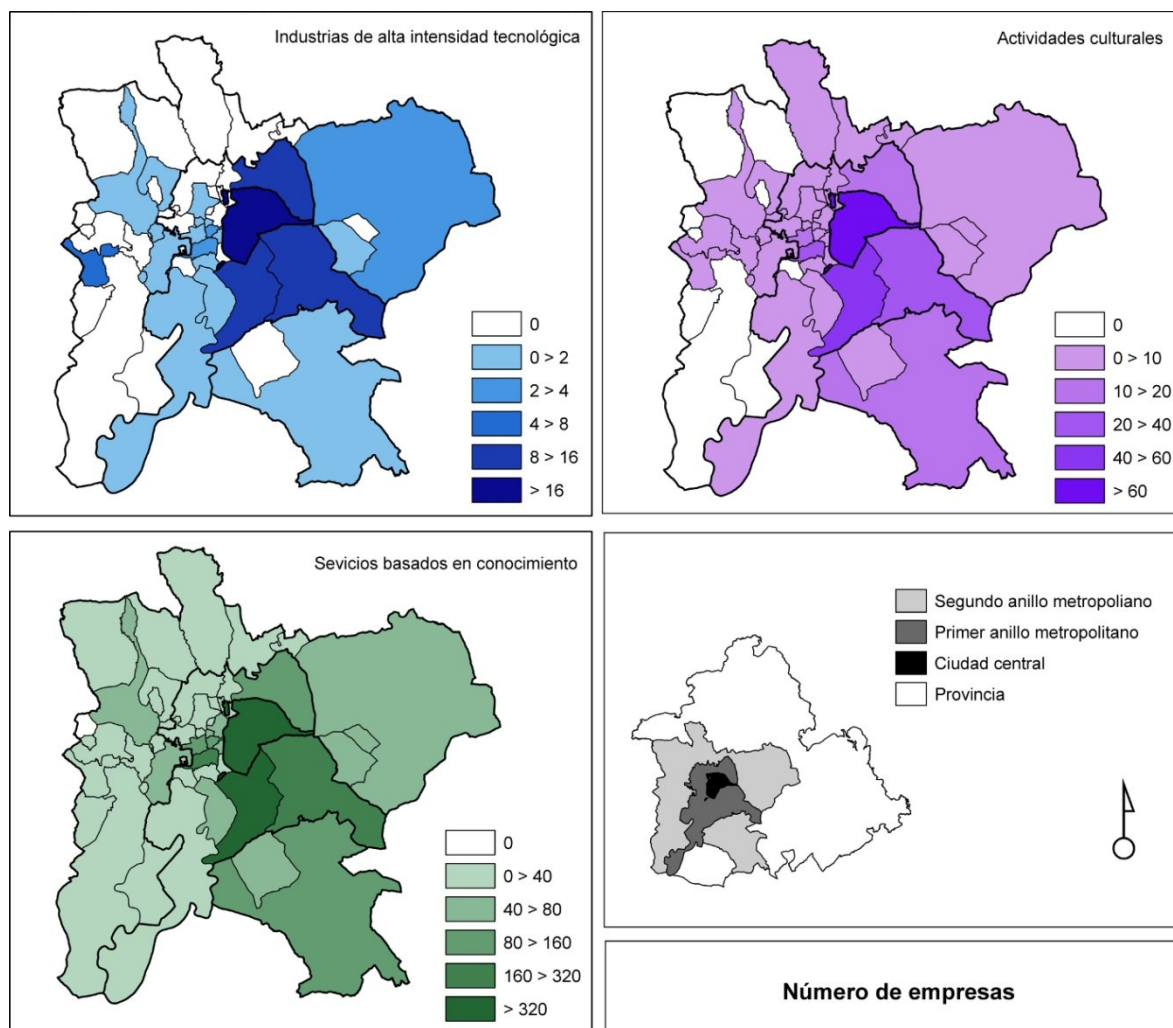 Industrias de alta intensidad tecnológica
0
0 > 2
2 > 4
4 > 8
8 > 16
> 16
Actividades culturales
0
0 > 10
10 > 20
20 > 40
40 > 60
> 60
Sevicios basados en conocimiento
0
0 > 40
40 > 80
80 > 160
160 > 320
> 320
Segundo anillo metropoliano
Primer anillo metropolitano
Ciudad central
Provincia
Número de empresas